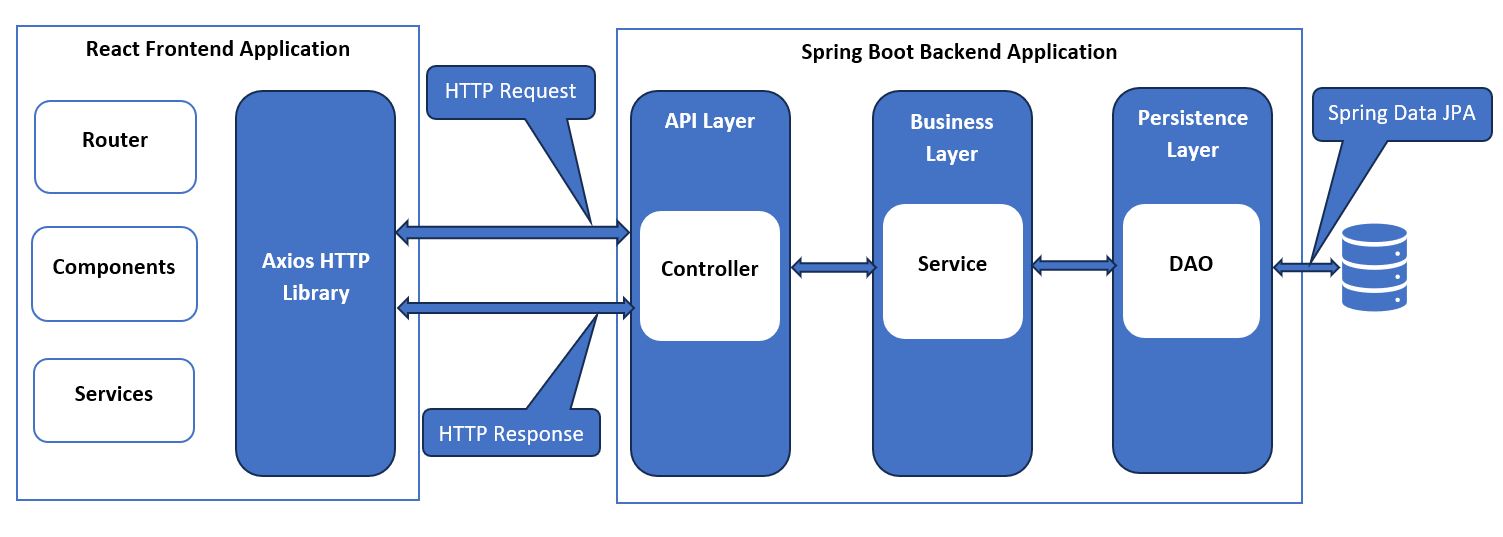 React Frontend Application
Router
Components
Services
Axios HTTP
Library
HTTP Request
HTTP Response
Spring Boot Backend Application
API Layer
Controller
Business
Layer
Service
Persistence
Layer
DAO
Spring Data JPA